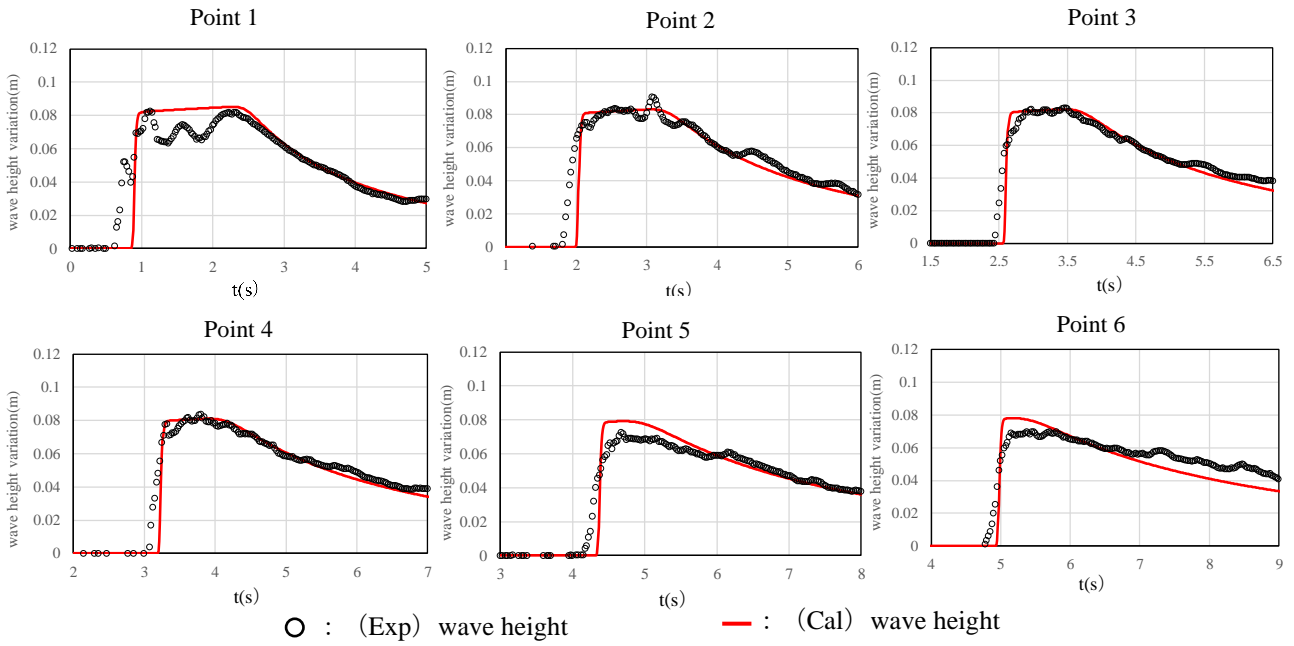 Point 1
wave height variation(m)
0.12
0.1
0.08
0.06
0.04
0.02
0
0 1 2 3 4 5
t(s)
Point 2
wave height variation(m)
0.12
0.1
0.08
0.06
0.04
0.02
0
1 2 3 4 5 6
t(s)
Point 3
wave height variation(m)
0.12
0.1
0.08
0.06
0.04
0.02
0
1.5 2.5 3.5 4.5 5.5 6.5
t(s)
Point 4
wave height variation(m)
0.12
0.1
0.08
0.06
0.04
0.02
0
2 3 4 5 6 7
t(s)
Point 5
wave height variation(m)
0.12
0.1
0.08
0.06
0.04
0.02
0
3 4 5 6 7 8
t(s)
Point 6
wave height variation(m)
0.12
0.1
0.08
0.06
0.04
0.02
0
4 5 6 7 8 9
t(s)
: (Exp) wave height
: (Cal) wave height